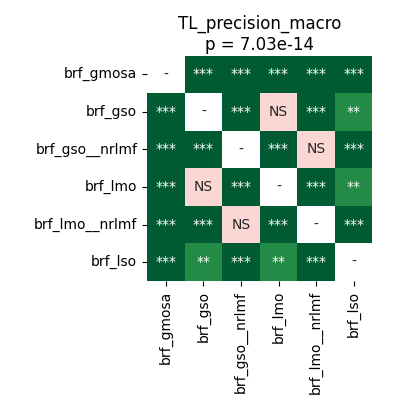 TL_precision_macro
p = 7.03e-14
brf_gmosa - *** *** *** *** ***
brf_gso *** - *** NS *** **
brf_gso__nrlmf *** *** - *** NS ***
brf_lmo *** NS *** - *** **
brf_lmo__nrlmf *** *** NS *** - ***
brf_lso *** ** *** ** *** -
brf_gmosa
brf_gso
brf_gso__nrlmf
brf_lmo
brf_lmo__nrlmf
brf_lso